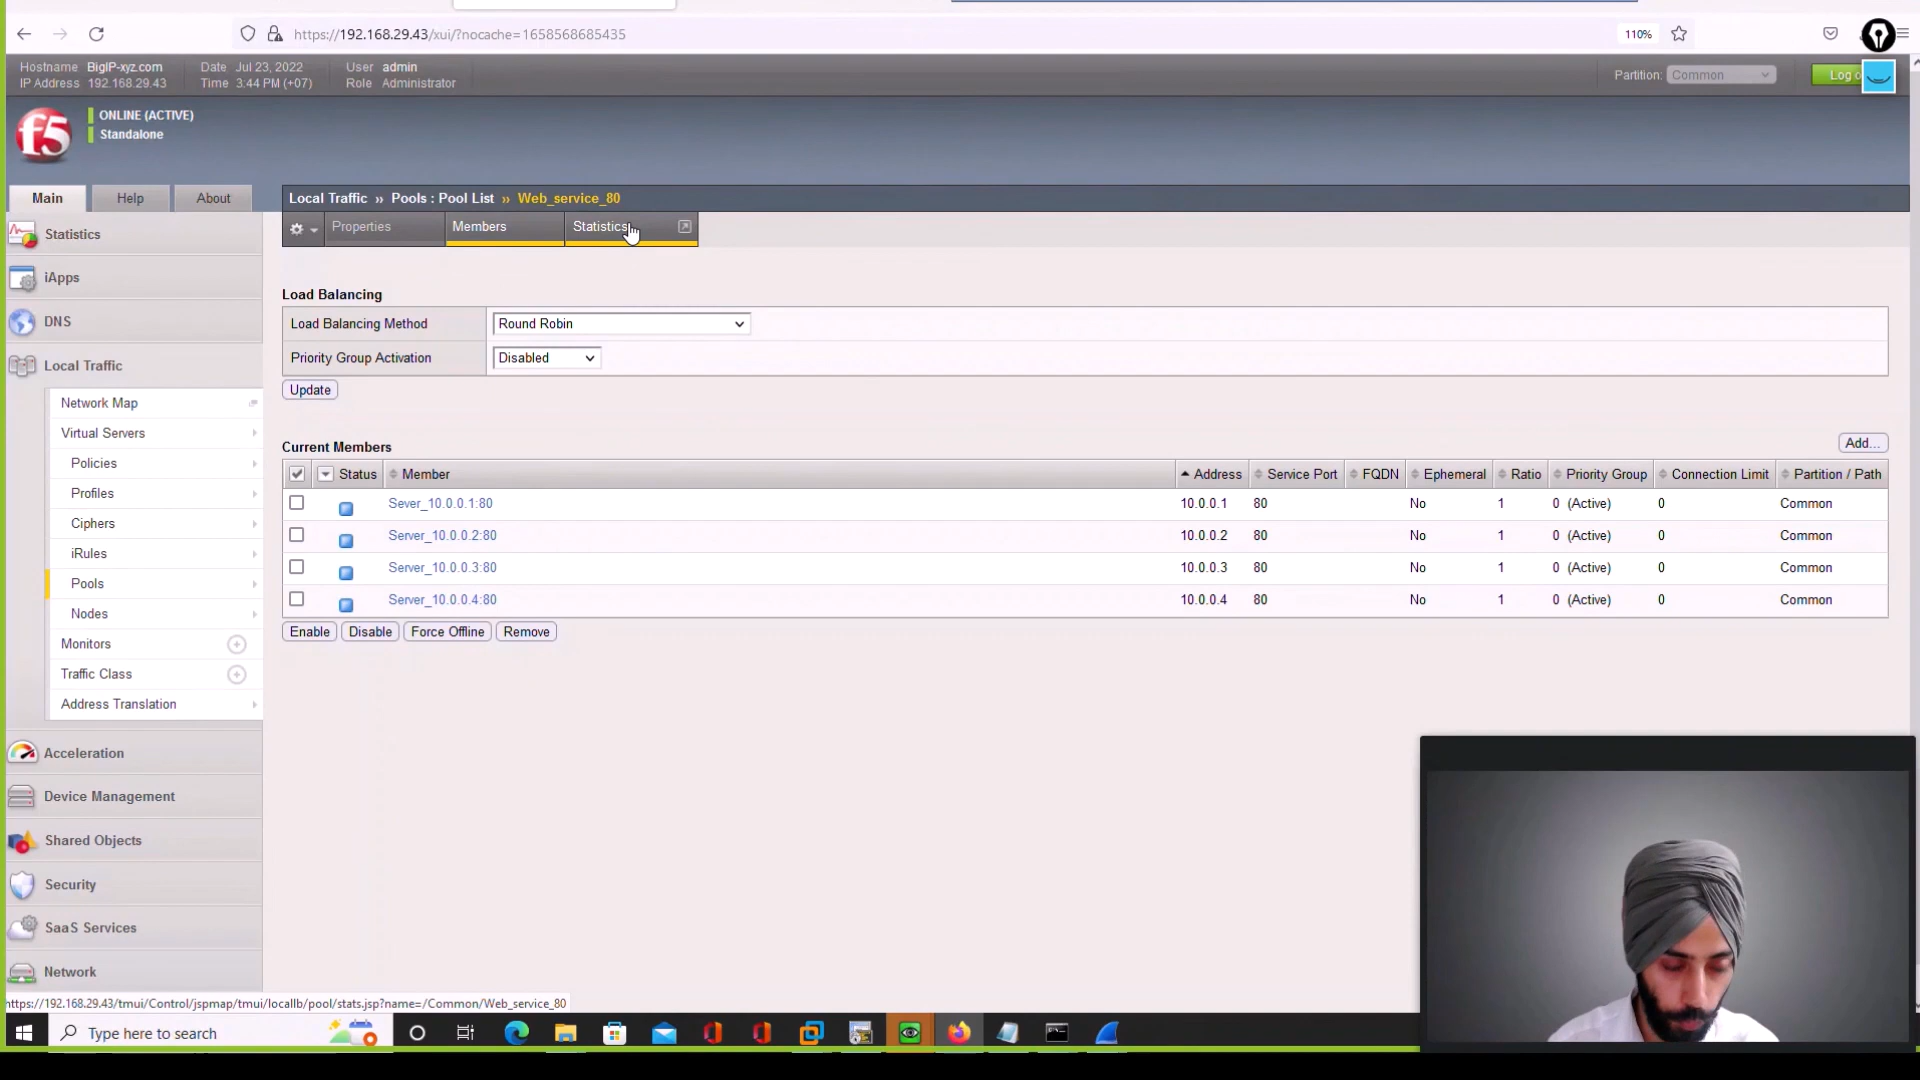 https://192.168.29.43/xui/?nocache=1658568685435
110%
Hostname BigIP-xyz.com Date Jul 23, 2022 User admin
IP Address 192.168.29.43 Time 3:44 PM (+07) Role Administrator
Partition: Common
Log o
f5
ONLINE (ACTIVE)
Standalone
Main Help About
Local Traffic » Pools : Pool List » Web_service_80
Properties Members Statistics
Statistics
iApps
DNS
Local Traffic
Network Map
Virtual Servers
Policies
Profiles
Ciphers
iRules
Pools
Nodes
Monitors
Traffic Class
Address Translation
Acceleration
Device Management
Shared Objects
Security
SaaS Services
Network
Load Balancing
Load Balancing Method Round Robin
Priority Group Activation Disabled
Update
Current Members Add...
Status Member Address Service Port FQDN Ephemeral Ratio Priority Group Connection Limit Partition / Path
Sever_10.0.0.1:80 10.0.0.1 80 No 1 0 (Active) 0 Common
Server_10.0.0.2:80 10.0.0.2 80 No 1 0 (Active) 0 Common
Server_10.0.0.3:80 10.0.0.3 80 No 1 0 (Active) 0 Common
Server_10.0.0.4:80 10.0.0.4 80 No 1 0 (Active) 0 Common
Enable Disable Force Offline Remove
https://192.168.29.43/tmui/Control/jspmap/tmui/locallb/pool/stats.jsp?name=/Common/Web_service_80
Type here to search